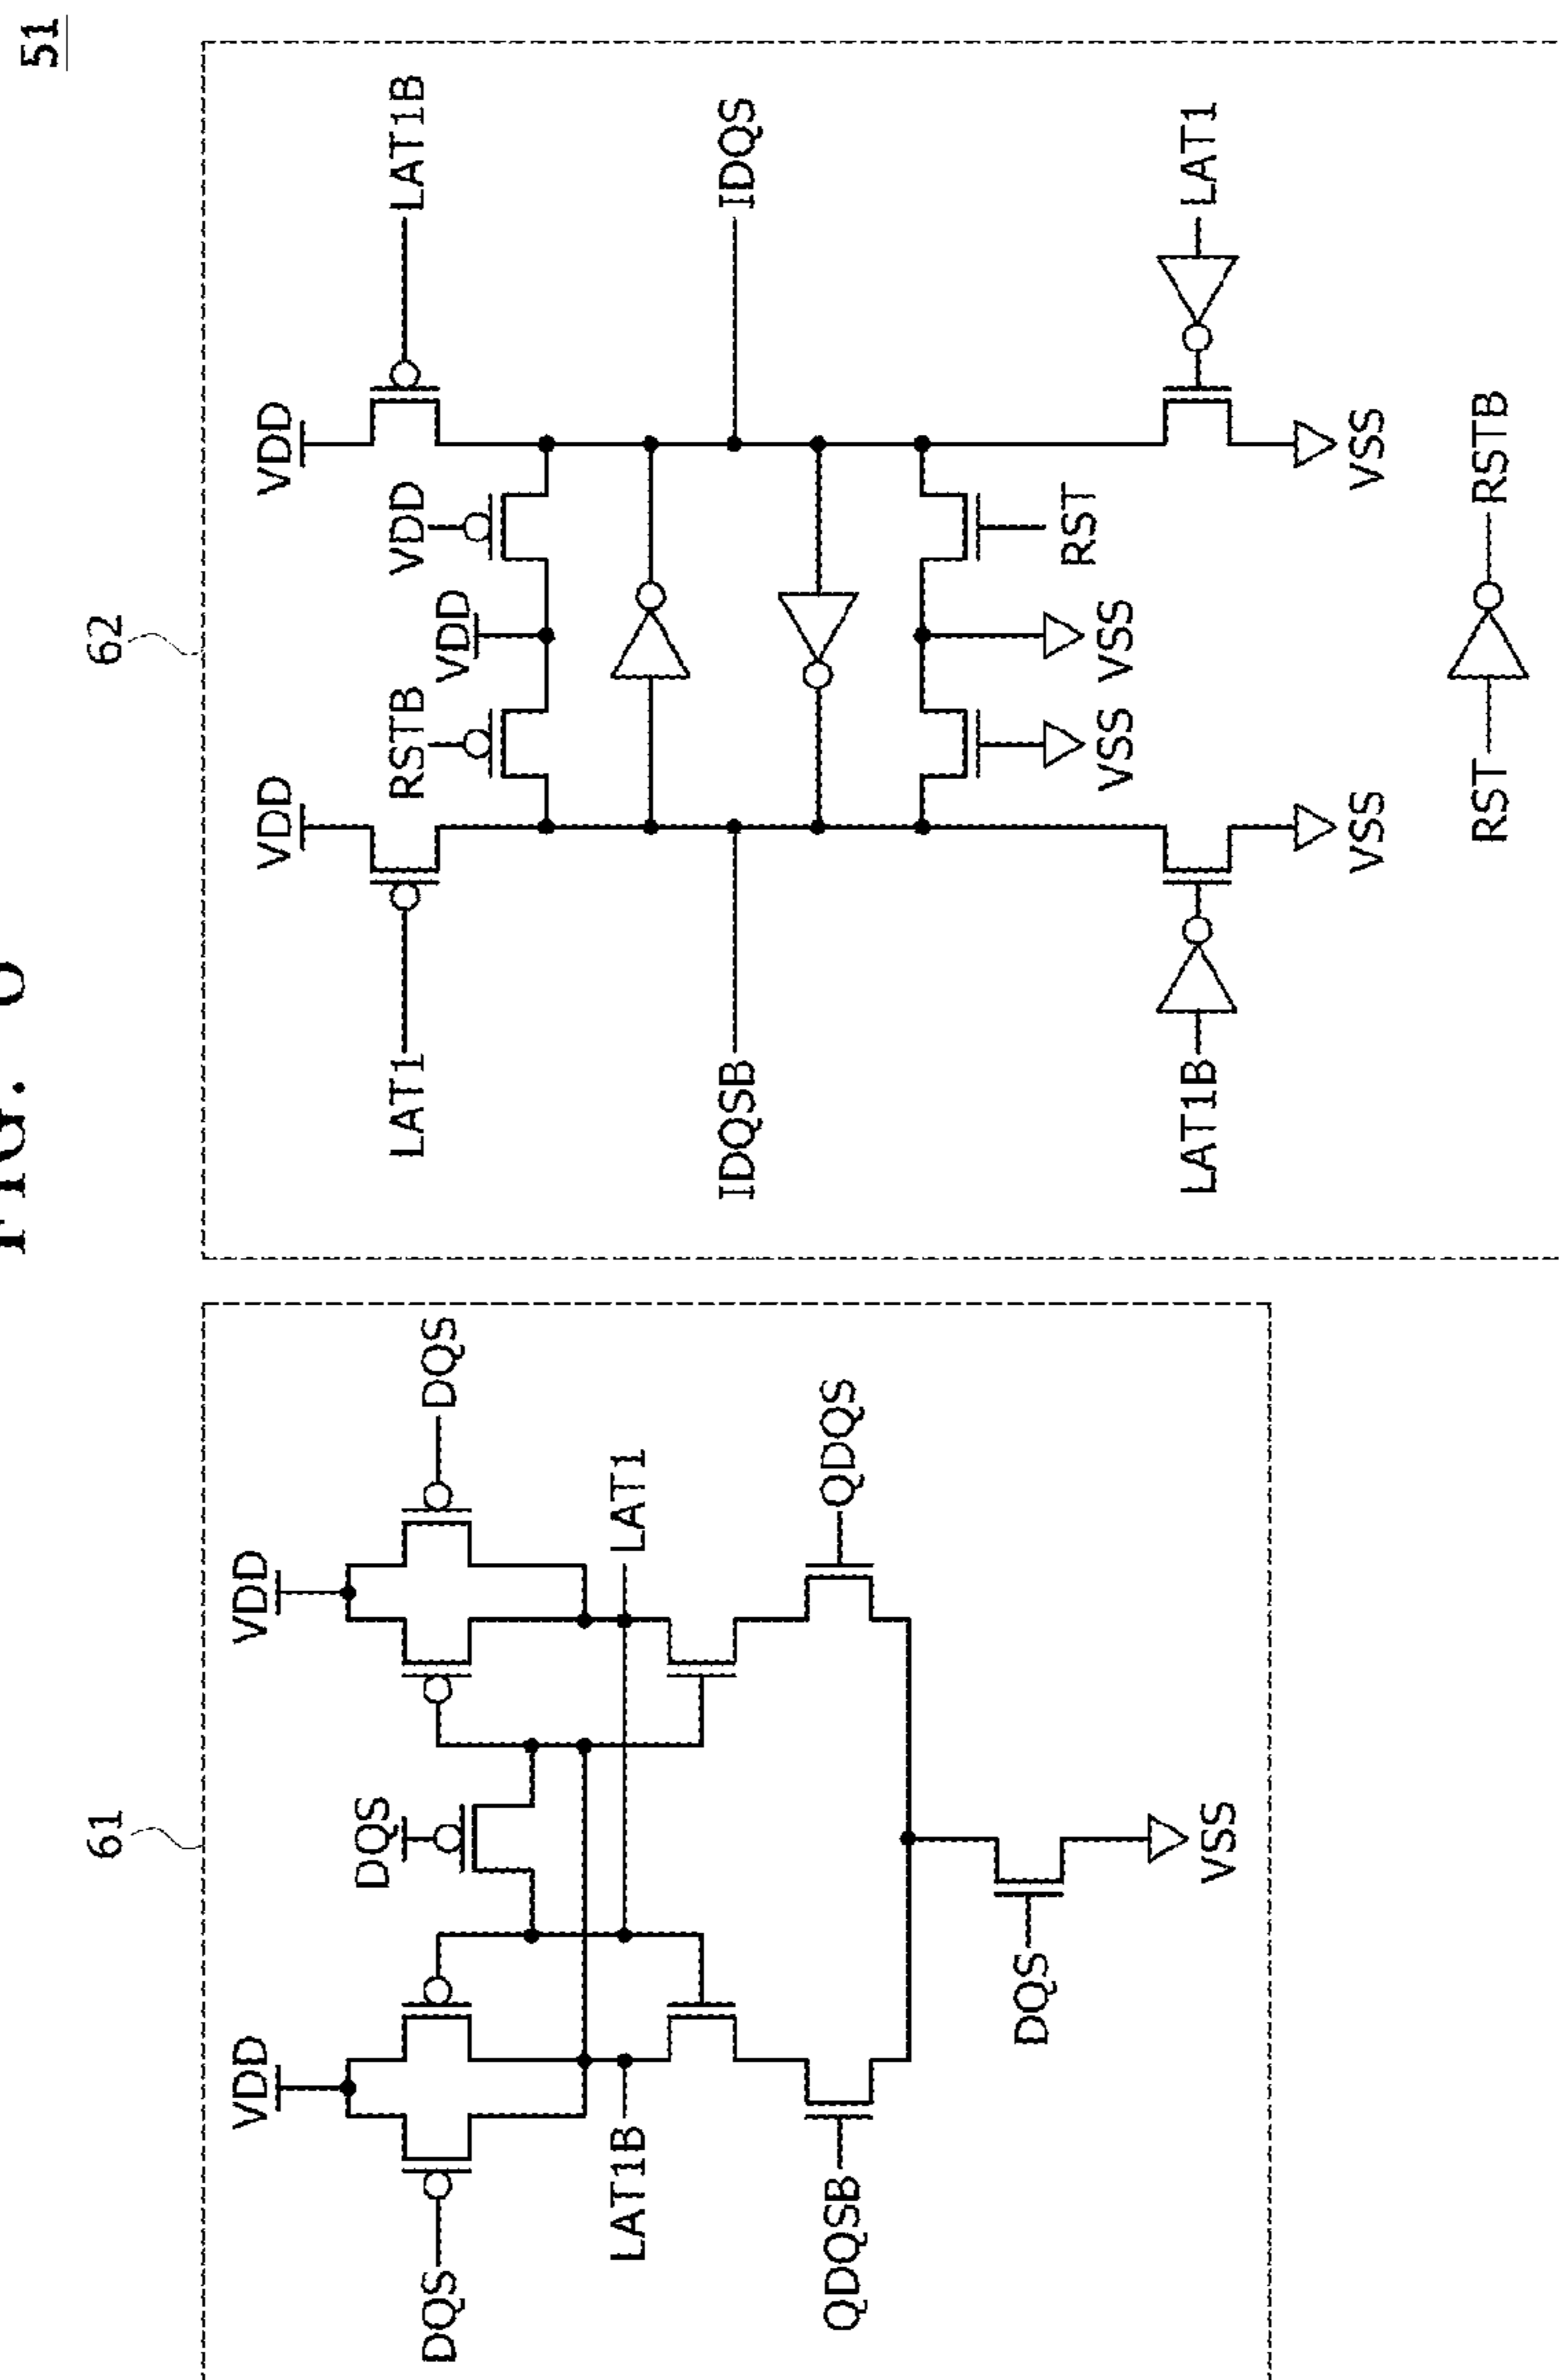 51
61
VDD
VDD
DQS
DQS
DQS
LAT1B
LAT1
QDQSB
QDQS
DQS
VSS
62
VDD
VDD
LAT1
RSTB
VDD
VDD
LAT1B
IDQSB
IDQS
VSS
VSS
RST
LAT1B
LAT1
VSS
VSS
RST
RSTB